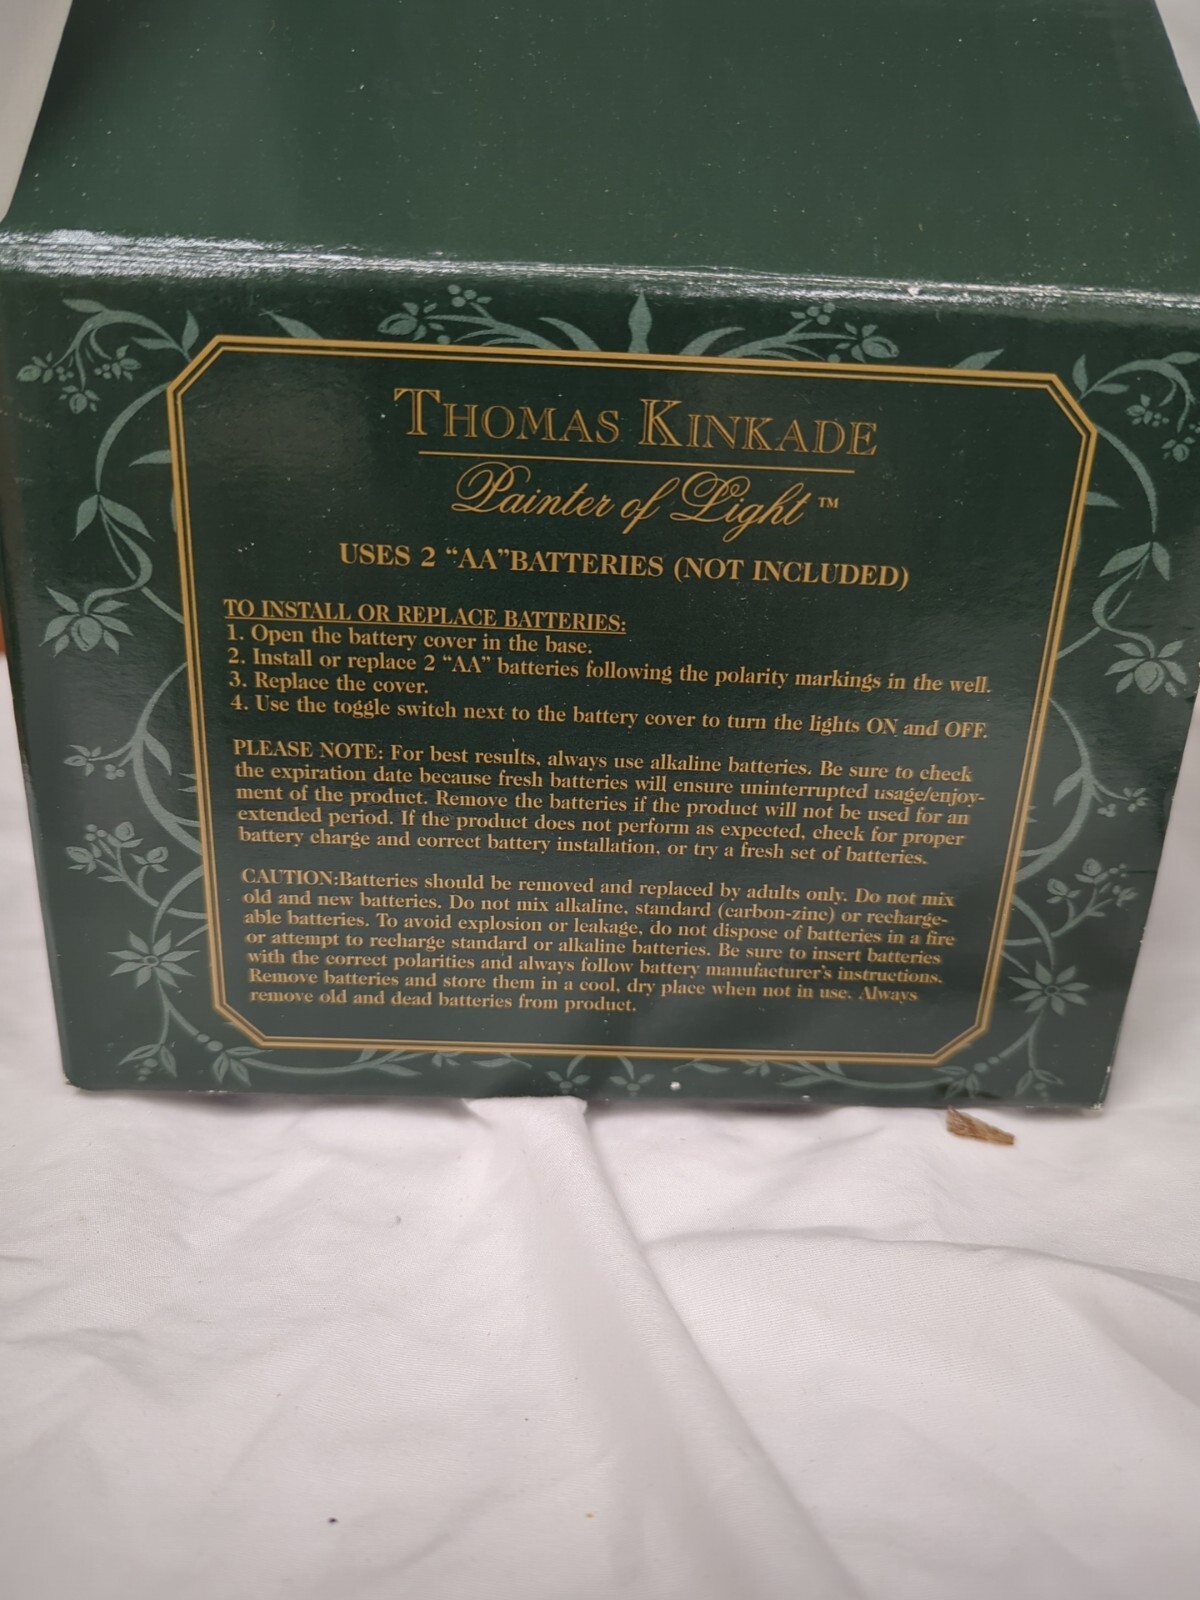 THOMAS KINKADE
Painter of Light™
USES 2 “AA”BATTERIES (NOT INCLUDED)
TO INSTALL OR REPLACE BATTERIES:
1. Open the battery cover in the base.
2. Install or replace 2 “AA” batteries following the polarity markings in the well.
3. Replace the cover.
4. Use the toggle switch next to the battery cover to turn the lights ON and OFF.
PLEASE NOTE: For best results, always use alkaline batteries. Be sure to check
the expiration date because fresh batteries will ensure uninterrupted usage/enjoy-
ment of the product. Remove the batteries if the product will not be used for an
extended period. If the product does not perform as expected, check for proper
battery charge and correct battery installation, or try a fresh set of batteries.
CAUTION:Batteries should be removed and replaced by adults only. Do not mix
old and new batteries. Do not mix alkaline, standard (carbon-zinc) or recharge-
able batteries. To avoid explosion or leakage, do not dispose of batteries in a fire
or attempt to recharge standard or alkaline batteries. Be sure to insert batteries
with the correct polarities and always follow battery manufacturer's instructions.
Remove batteries and store them in a cool, dry place when not in use. Always
remove old and dead batteries from product.